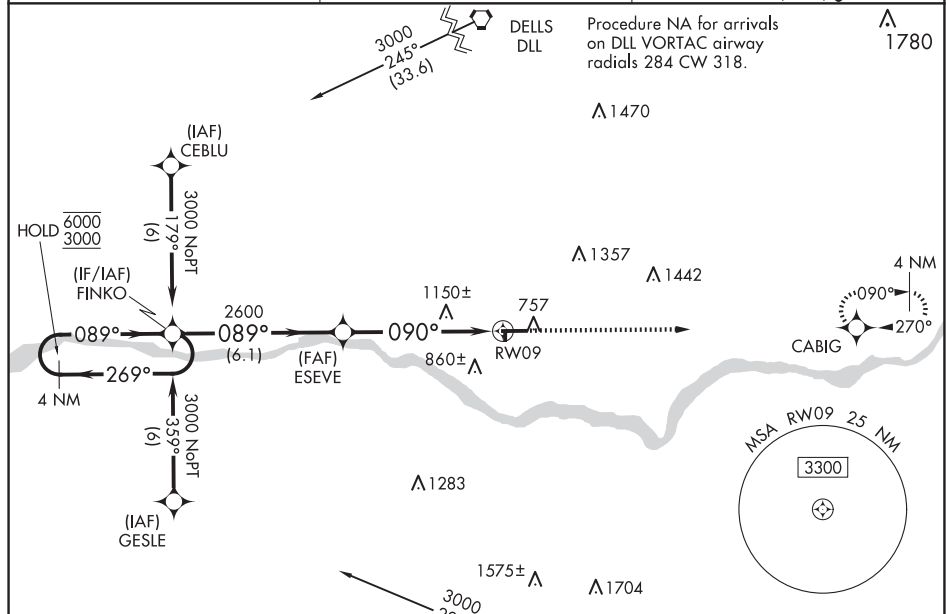 DELLS
DLL
Procedure NA for arrivals
on DLL VORTAC airway
radials 284 CW 318.
1780
3000
245°
(33.6)
1470
(IAF)
CEBLU
3000 NoPT
179°
(6)
HOLD 6000
3000
(IF/IAF)
FINKO
1357
1442
4 NM
090°
270°
CABIG
1150±
757
2600
089°
089°
(6.1)
090°
RW09
(FAF)
ESEVE
860±
269°
4 NM
3000 NoPT
359°
(6)
(IAF)
GESLE
MSA RW09 25 NM
3300
1283
1575±
1704
3000